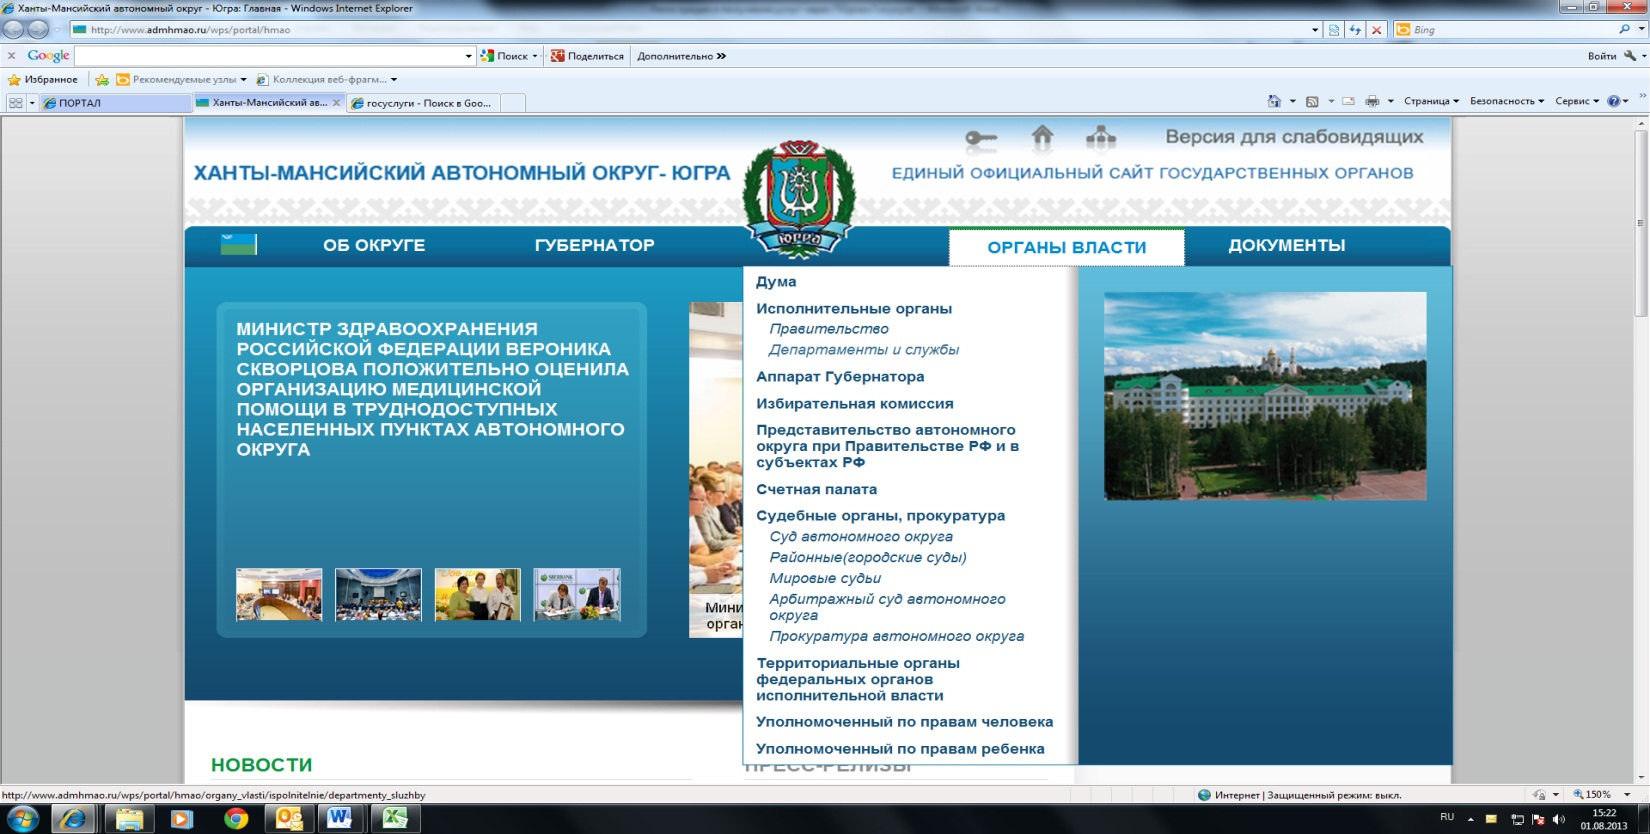 Ханты-Мансийский автономный округ - Югра: Главная - Windows Internet Explorer
http://www.admhmao.ru/wps/portal/hmao
Bing
Google
Поиск
Поделиться
Дополнительно »
Войти
Избранное
Рекомендуемые узлы
Коллекция веб-фрагм...
ПОРТАЛ
Ханты-Мансийский ав...
госуслуги - Поиск в Goo...
Страница
Безопасность
Сервис
Версия для слабовидящих
ХАНТЫ-МАНСИЙСКИЙ АВТОНОМНЫЙ ОКРУГ- ЮГРА
ЕДИНЫЙ ОФИЦИАЛЬНЫЙ САЙТ ГОСУДАРСТВЕННЫХ ОРГАНОВ
ЮГРА
ОБ ОКРУГЕ
ГУБЕРНАТОР
ОРГАНЫ ВЛАСТИ
ДОКУМЕНТЫ
МИНИСТР ЗДРАВООХРАНЕНИЯ
РОССИЙСКОЙ ФЕДЕРАЦИИ ВЕРОНИКА
СКВОРЦОВА ПОЛОЖИТЕЛЬНО ОЦЕНИЛА
ОРГАНИЗАЦИЮ МЕДИЦИНСКОЙ
ПОМОЩИ В ТРУДНОДОСТУПНЫХ
НАСЕЛЕННЫХ ПУНКТАХ АВТОНОМНОГО
ОКРУГА
SBERBANK
Мини
орган
Дума
Исполнительные органы
Правительство
Департаменты и службы
Аппарат Губернатора
Избирательная комиссия
Представительство автономного
округа при Правительстве РФ и в
субъектах РФ
Счетная палата
Судебные органы, прокуратура
Суд автономного округа
Районные(городские суды)
Мировые судьи
Арбитражный суд автономного
округа
Прокуратура автономного округа
Территориальные органы
федеральных органов
исполнительной власти
Уполномоченный по правам человека
Уполномоченный по правам ребенка
НОВОСТИ
ПРЕСС-РЕЛИЗЫ
http://www.admhmao.ru/wps/portal/hmao/organy_vlasti/ispolnitelnie/departmenty_sluzhby
Интернет | Защищенный режим: выкл.
150%
RU
15:22
01.08.2013